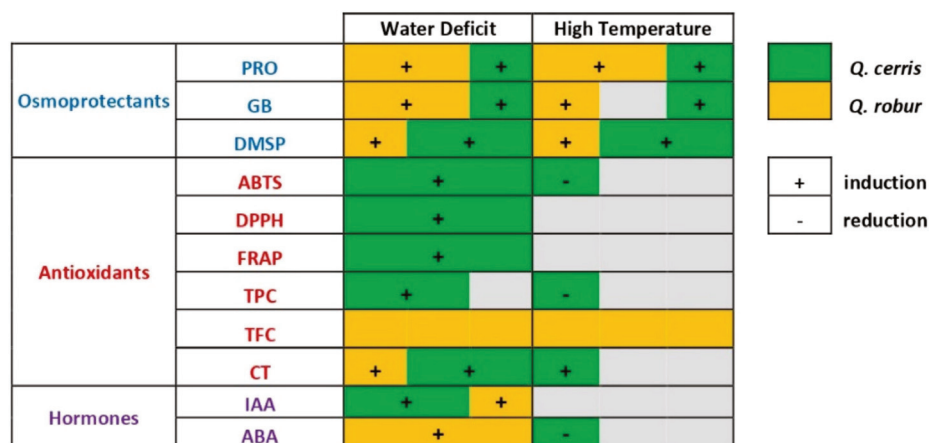 Water Deficit High Temperature
Osmoprotectants
PRO + + + +
GB + + + +
DMSP + + + +
Antioxidants
ABTS + -
DPPH +
FRAP +
TPC + -
TFC
CT + + +
Hormones
IAA + +
ABA + -
Q. cerris
Q. robur
+ induction
- reduction